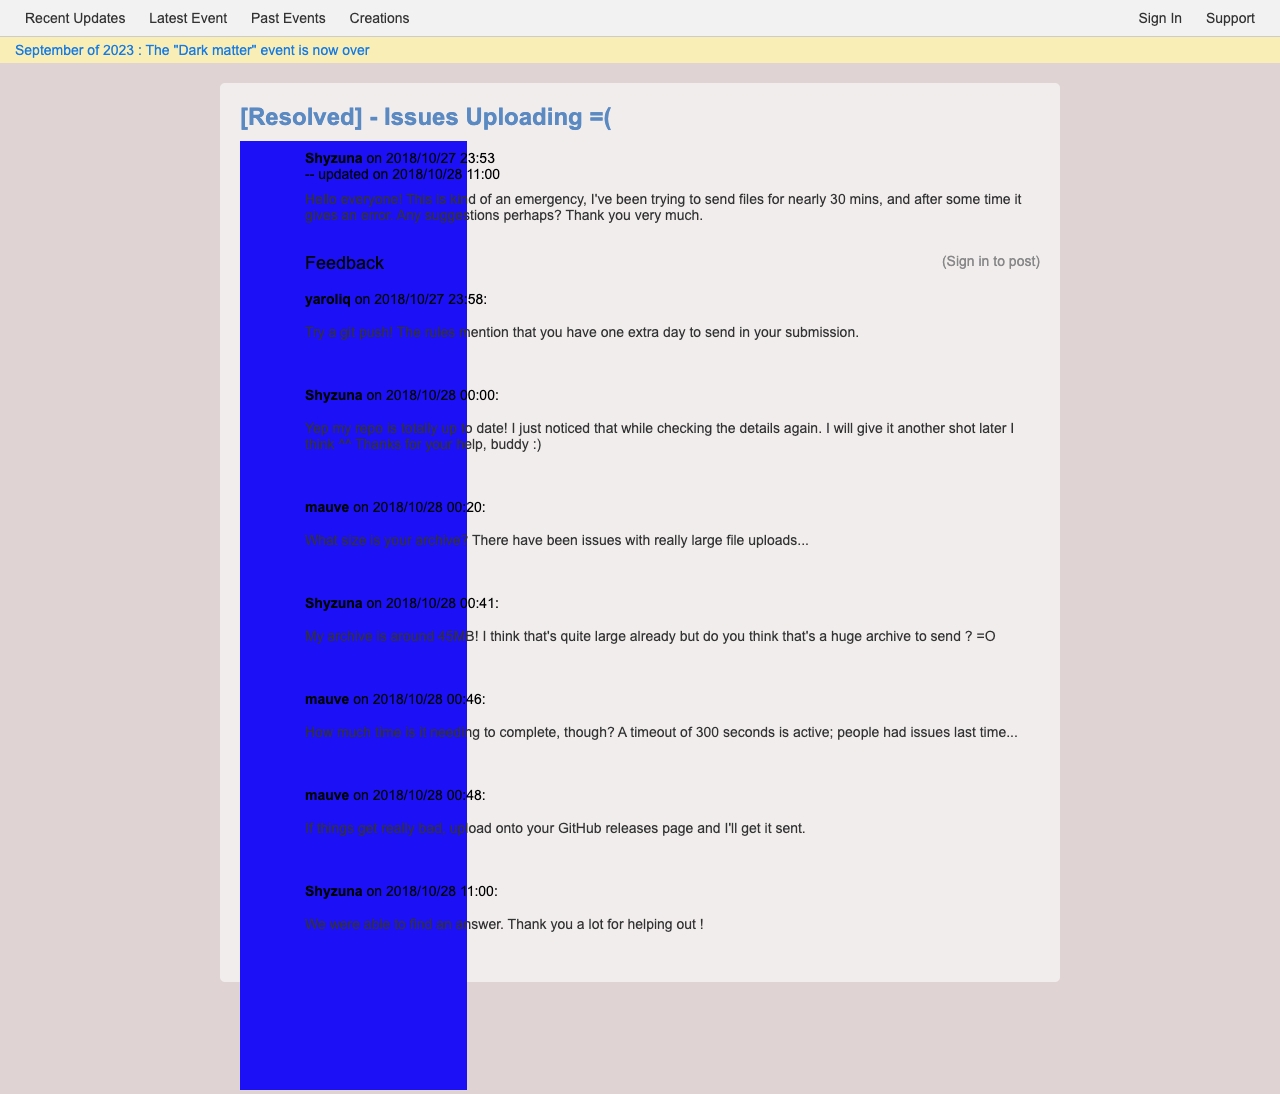 Recent Updates Latest Event Past Events Creations Sign In Support
September of 2023 : The "Dark matter" event is now over
[Resolved] - Issues Uploading =(
Shyzuna on 2018/10/27 23:53
-- updated on 2018/10/28 11:00
Hello everyone! This is kind of an emergency, I've been trying to send files for nearly 30 mins, and after some time it
gives an error. Any suggestions perhaps? Thank you very much.
Feedback (Sign in to post)
yaroliq on 2018/10/27 23:58:
Try a git push! The rules mention that you have one extra day to send in your submission.
Shyzuna on 2018/10/28 00:00:
Yep my repo is totally up to date! I just noticed that while checking the details again. I will give it another shot later I
think ^^ Thanks for your help, buddy :)
mauve on 2018/10/28 00:20:
What size is your archive? There have been issues with really large file uploads...
Shyzuna on 2018/10/28 00:41:
My archive is around MB! I think that's quite large already but do you think that's a huge archive to send ? =O
mauve on 2018/10/28 00:46:
How much time is it needing to complete, though? A timeout of 300 seconds is active; people had issues last time...
mauve on 2018/10/28 00:48:
If things get really bad, upload onto your GitHub releases page and I'll get it sent.
Shyzuna on 2018/10/28 11:00:
We were able to find an answer. Thank you a lot for helping out !